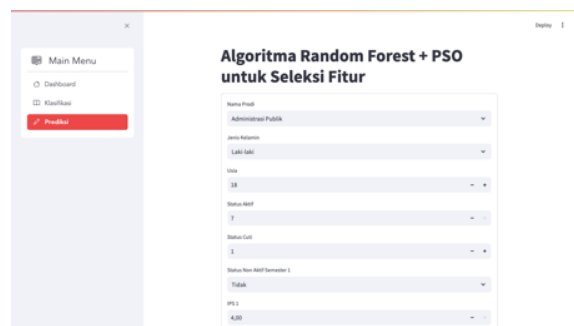 Deploy
Main Menu
Dashboard
Klasifikasi
Prediksi
Algoritma Random Forest + PSO
untuk Seleksi Fitur
Nama Prodi
Administrasi Publik
Jenis Kelamin
Laki-laki
Usia
18
Status Aktif
7
Status Cuti
1
Status Non Aktif Semester 1
Tidak
IPS 1
4,00